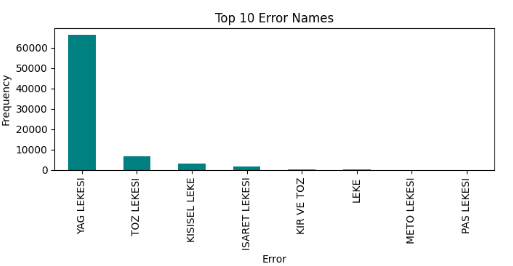 Top 10 Error Names
Frequency
60000
50000
40000
30000
20000
10000
0
YAG LEKESI
TOZ LEKESI
KISISEL LEKE
ISARET LEKESI
KIR VE TOZ
LEKE
METO LEKESI
PAS LEKESI
Error